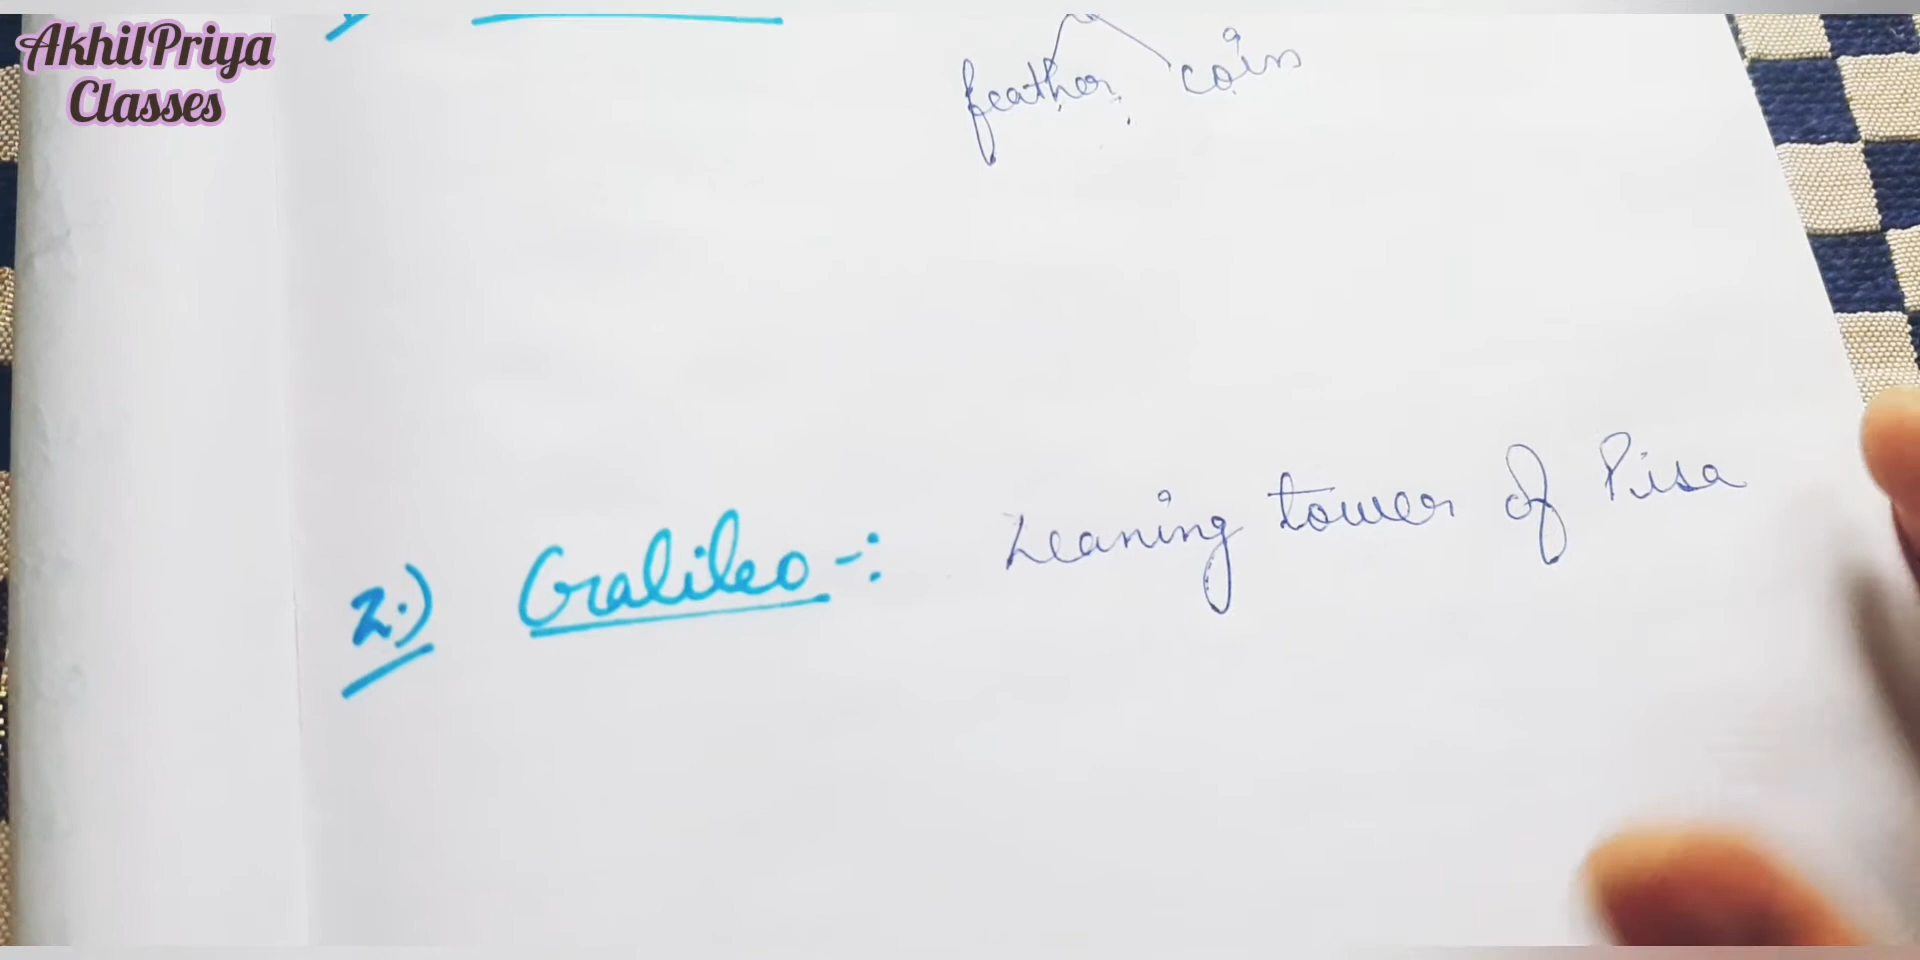 AkhilPriya
Classes
feather coin
2.) Galileo -: Leaning tower of Pisa